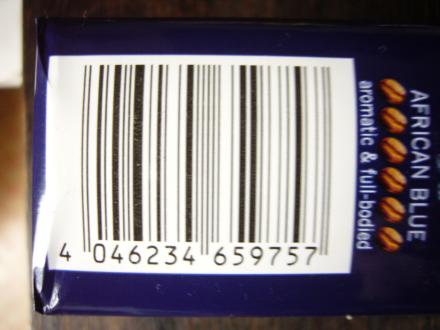 4 046234 659757
AFRICAN BLUE
aromatic & full-bodied